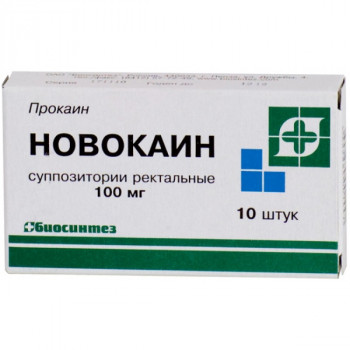 Прокаин
НОВОКАИН
суппозитории ректальные
100 мг
10 штук
биосинтез